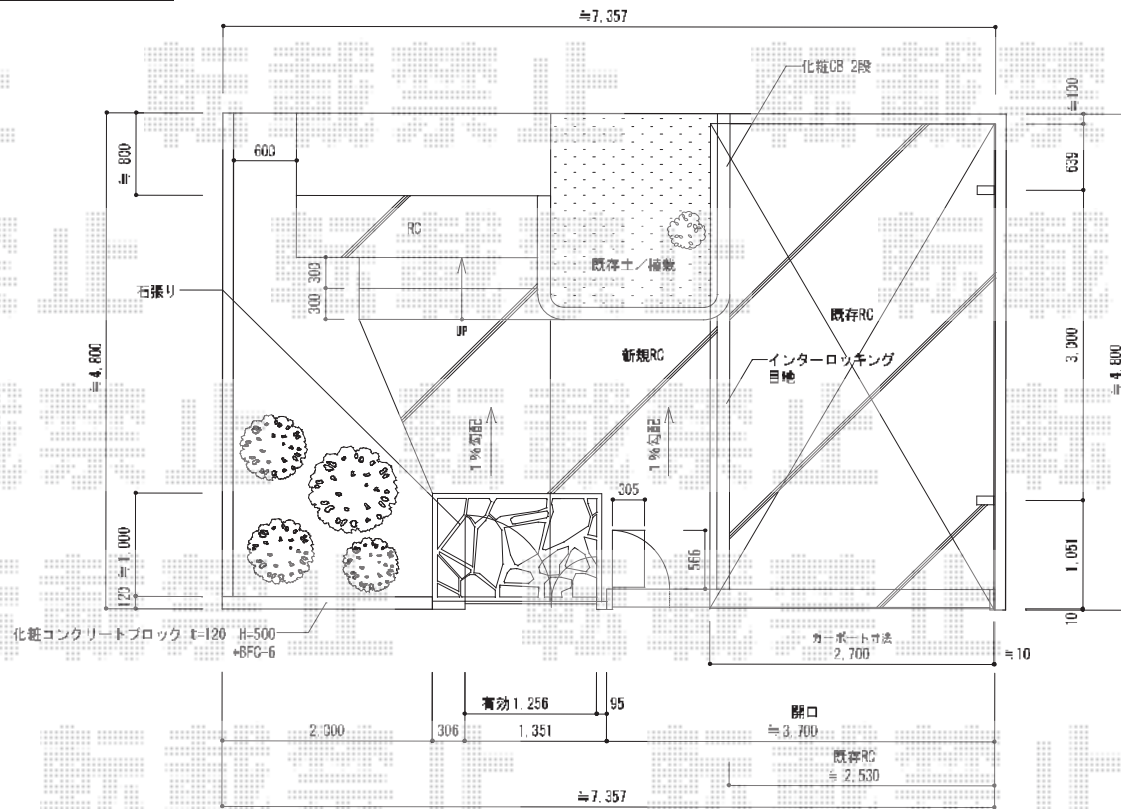 ≒7,357
化粧CB 2段
≒100
600
≒ 800
639
RC
既存土／植栽
300
石張り
300
既存RC
UP
新規RC
インターロッキング
目地
3,000
≒ 4,800
≒ 4,800
1％勾配
1％勾配
305
566
≒ 1,000
1,051
120
化粧コンクリートブロック t=120 H=500
+BFC-6
カーポート寸法
2,700
10
≒10
有効1,256
95
開口
2,000
306
1,351
≒3,700
既存RC
≒ 2,530
≒7,357